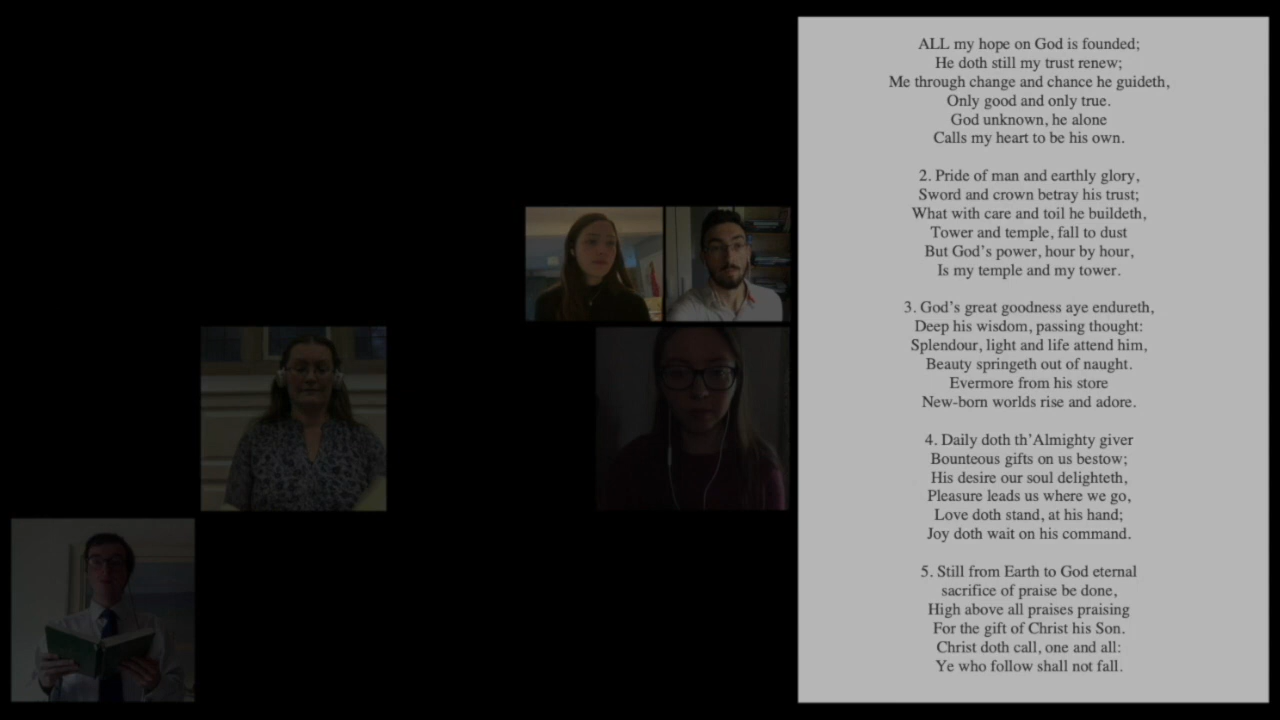 ALL my hope on God is founded;
He doth still my trust renew;
Me through change and chance he guideth,
Only good and only true.
God unknown, he alone
Calls my heart to be his own.
2. Pride of man and earthly glory,
Sword and crown betray his trust;
What with care and toil he buildeth,
Tower and temple, fall to dust
But God's power, hour by hour,
Is my temple and my tower.
3. God's great goodness aye endureth,
Deep his wisdom, passing thought:
Splendour, light and life attend him,
Beauty springeth out of naught.
Evermore from his store
New-born worlds rise and adore.
4. Daily doth th'Almighty giver
Bounteous gifts on us bestow;
His desire our soul delighteth,
Pleasure leads us where we go,
Love doth stand, at his hand;
Joy doth wait on his command.
5. Still from Earth to God eternal
sacrifice of praise be done,
High above all praises praising
For the gift of Christ his Son.
Christ doth call, one and all:
Ye who follow shall not fall.